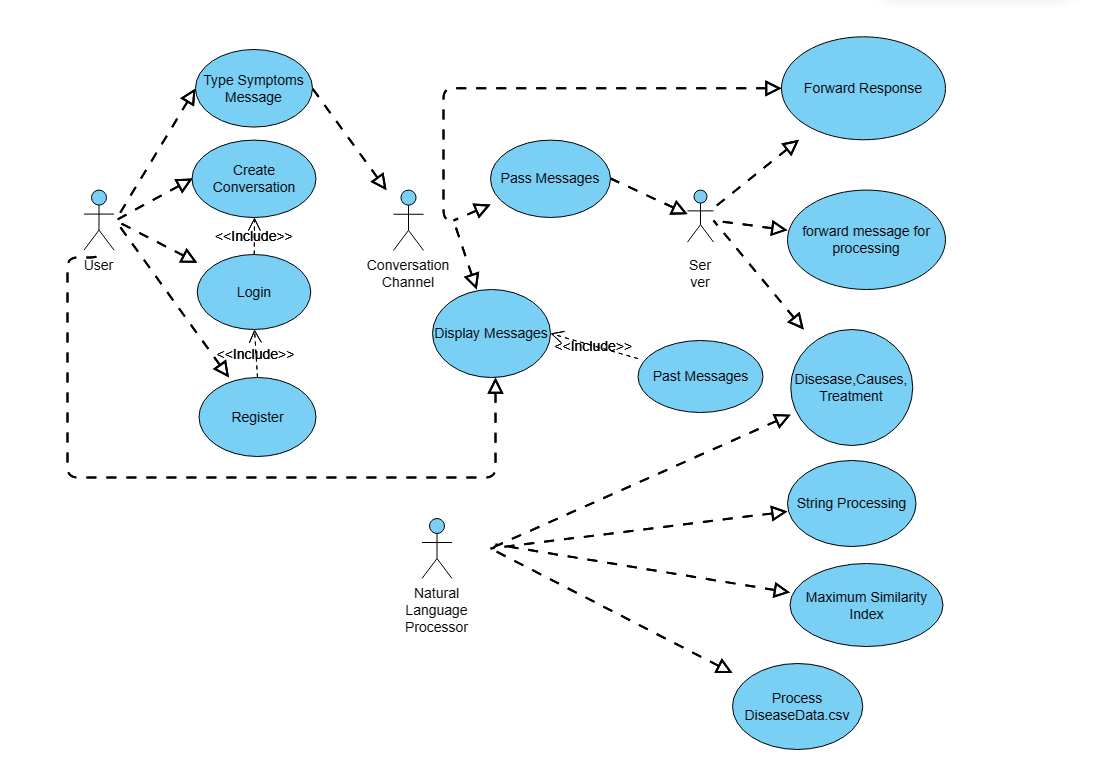 Type Symptoms
Message
Forward Response
Create
Conversation
Pass Messages
<<Include>>
User
Conversation
Channel
Ser
ver
forward message for
processing
Login
Display Messages
<<Include>>
<<Include>>
Past Messages
Disesase,Causes,
Treatment
Register
String Processing
Natural
Language
Processor
Maximum Similarity
Index
Process
DiseaseData.csv